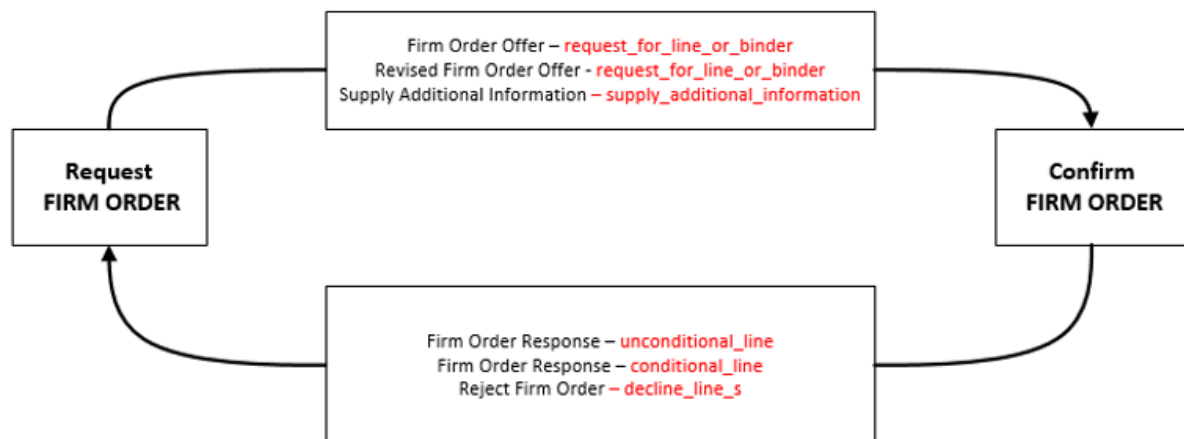 Firm Order Offer – request_for_line_or_binder
Revised Firm Order Offer - request_for_line_or_binder
Supply Additional Information – supply_additional_information
Request
FIRM ORDER
Confirm
FIRM ORDER
Firm Order Response – unconditional_line
Firm Order Response – conditional_line
Reject Firm Order – decline_line_s